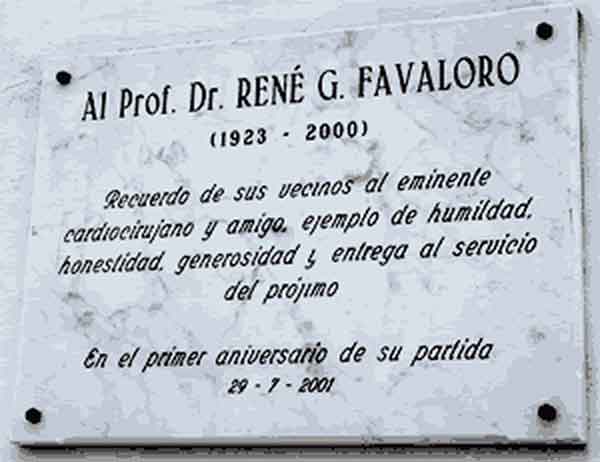 Al Prof. Dr. RENÉ G. FAVALORO
(1923 - 2000)
Recuerdo de sus vecinos al eminente
cardiocirujano y amigo, ejemplo de humildad,
honestidad, generosidad y entrega al servicio
del prójimo
En el primer aniversario de su partida
29 - 7 - 2001